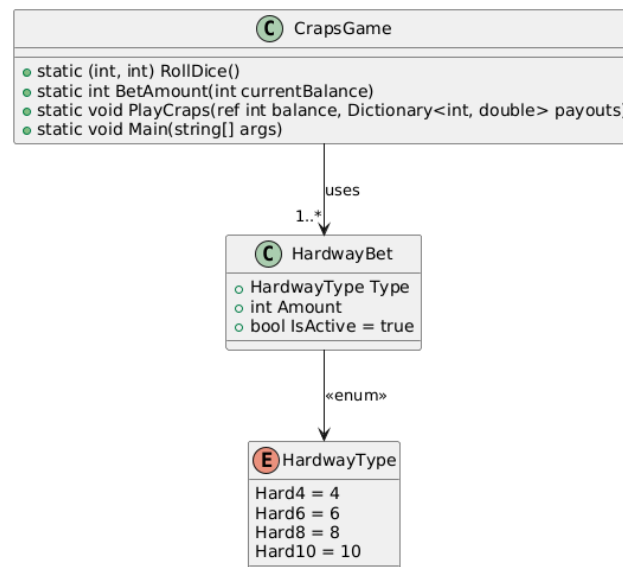 C CrapsGame
static (int, int) RollDice()
static int BetAmount(int currentBalance)
static void PlayCraps(ref int balance, Dictionary<int, double> payouts)
static void Main(string[] args)
uses
1..*
C HardwayBet
HardwayType Type
int Amount
bool IsActive = true
«enum»
E HardwayType
Hard4 = 4
Hard6 = 6
Hard8 = 8
Hard10 = 10